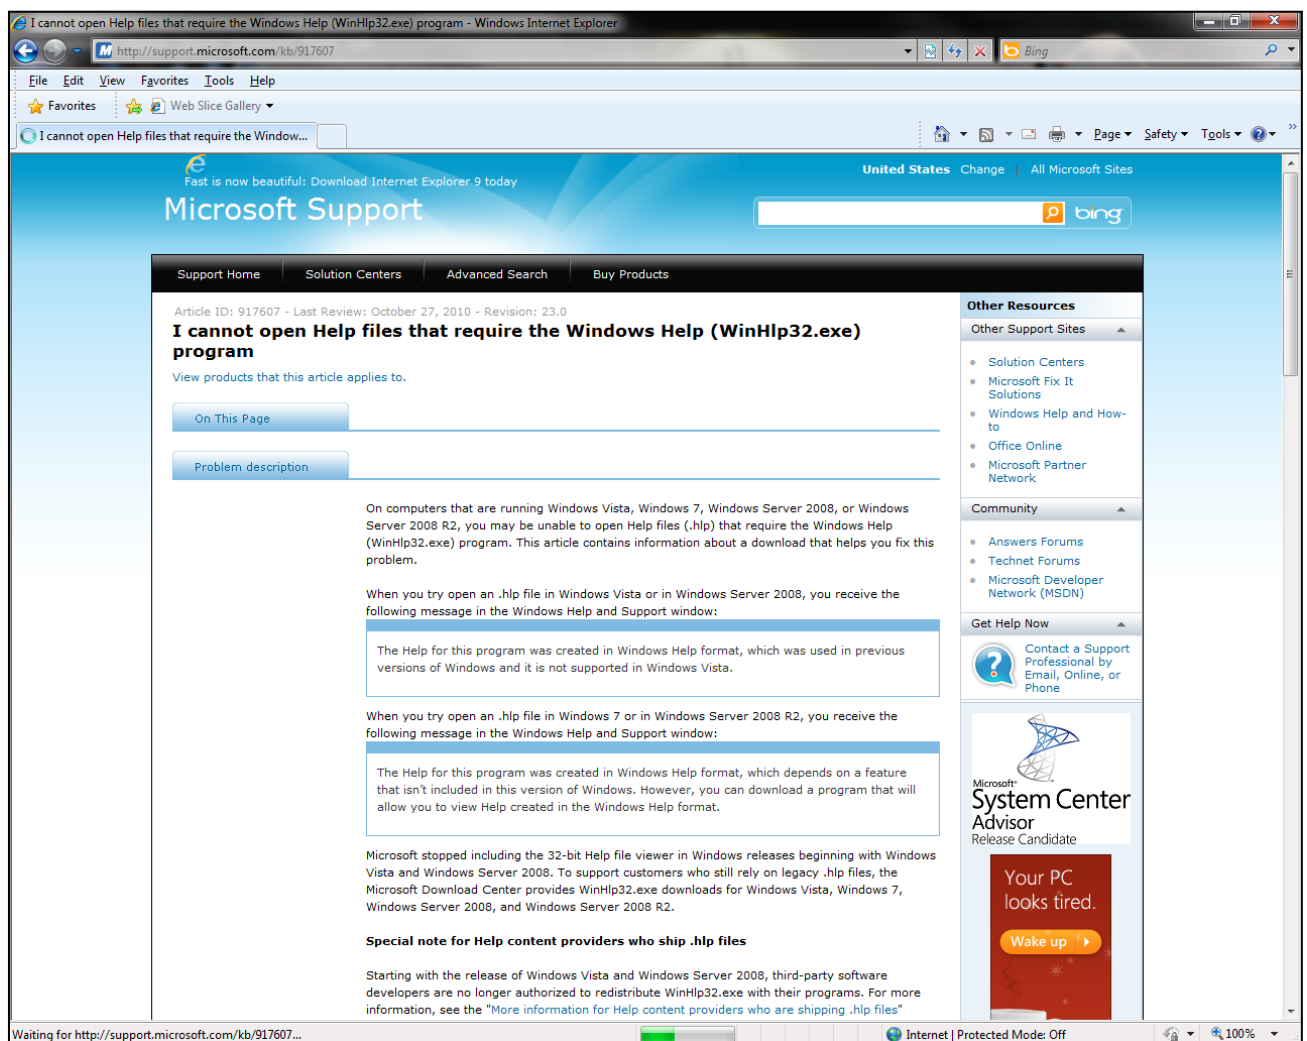 I cannot open Help files that require the Windows Help (WinHlp32.exe) program - Windows Internet Explorer
http://support.microsoft.com/kb/917607
Bing
File Edit View Favorites Tools Help
Favorites Web Slice Gallery
I cannot open Help files that require the Window...
Page Safety Tools
Fast is now beautiful: Download Internet Explorer 9 today
United States Change | All Microsoft Sites
Microsoft Support
bing
Support Home Solution Centers Advanced Search Buy Products
Article ID: 917607 - Last Review: October 27, 2010 - Revision: 23.0
I cannot open Help files that require the Windows Help (WinHlp32.exe)
program
View products that this article applies to.
On This Page
Problem description
On computers that are running Windows Vista, Windows 7, Windows Server 2008, or Windows
Server 2008 R2, you may be unable to open Help files (.hlp) that require the Windows Help
(WinHlp32.exe) program. This article contains information about a download that helps you fix this
problem.
When you try open an .hlp file in Windows Vista or in Windows Server 2008, you receive the
following message in the Windows Help and Support window:
The Help for this program was created in Windows Help format, which was used in previous
versions of Windows and it is not supported in Windows Vista.
When you try open an .hlp file in Windows 7 or in Windows Server 2008 R2, you receive the
following message in the Windows Help and Support window:
The Help for this program was created in Windows Help format, which depends on a feature
that isn't included in this version of Windows. However, you can download a program that will
allow you to view Help created in the Windows Help format.
Microsoft stopped including the 32-bit Help file viewer in Windows releases beginning with Windows
Vista and Windows Server 2008. To support customers who still rely on legacy .hlp files, the
Microsoft Download Center provides WinHlp32.exe downloads for Windows Vista, Windows 7,
Windows Server 2008, and Windows Server 2008 R2.
Special note for Help content providers who ship .hlp files
Starting with the release of Windows Vista and Windows Server 2008, third-party software
developers are no longer authorized to redistribute WinHlp32.exe with their programs. For more
information, see the "More information for Help content providers who are shipping .hlp files"
Other Resources
Other Support Sites
Solution Centers
Microsoft Fix It
Solutions
Windows Help and How-
to
Office Online
Microsoft Partner
Network
Community
Answers Forums
Technet Forums
Microsoft Developer
Network (MSDN)
Get Help Now
Contact a Support
Professional by
Email, Online, or
Phone
Microsoft
System Center
Advisor
Release Candidate
Your PC
looks tired.
Wake up
Waiting for http://support.microsoft.com/kb/917607...
Internet | Protected Mode: Off
100%